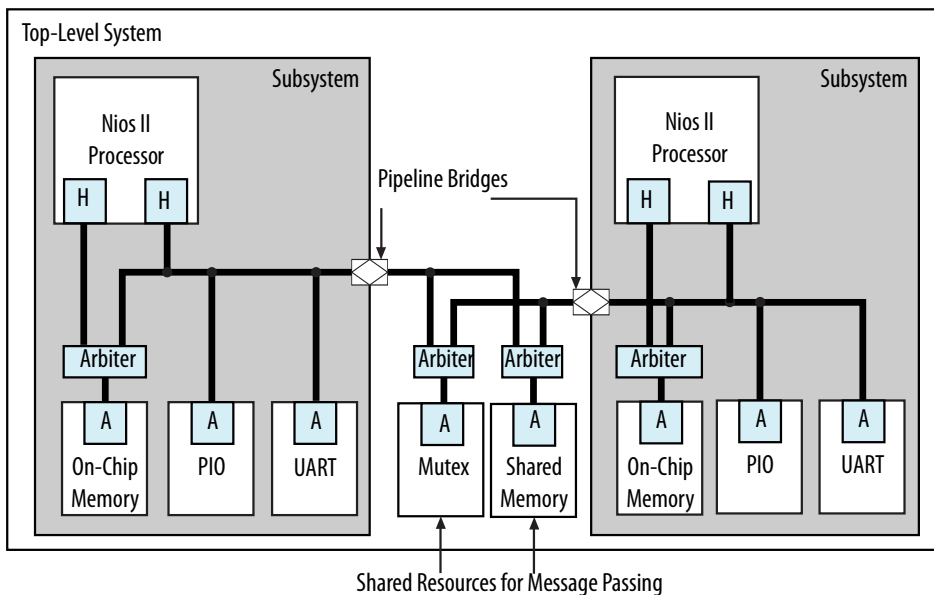 Top-Level System
Subsystem
Nios II
Processor
H
H
Arbiter
A
On-Chip
Memory
A
PIO
A
UART
Pipeline Bridges
Arbiter
Arbiter
A
Mutex
A
Shared
Memory
Subsystem
Nios II
Processor
H
H
Arbiter
A
On-Chip
Memory
A
PIO
A
UART
Shared Resources for Message Passing